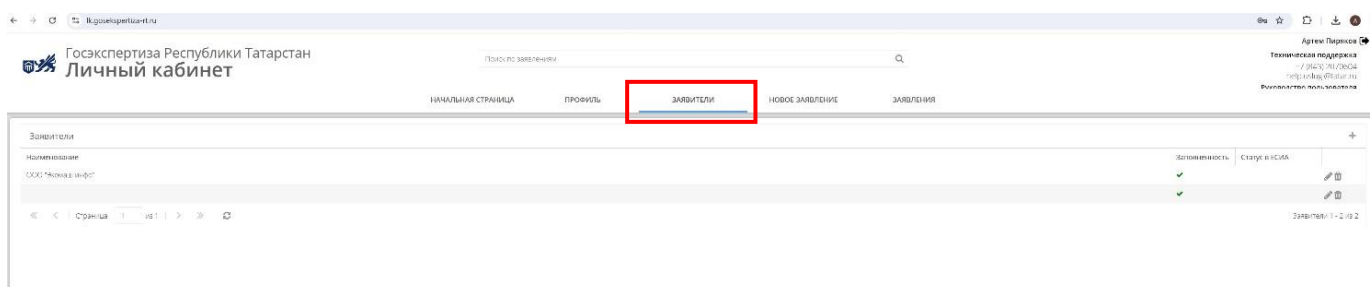 lk.gosekspertiza-rt.ru
Артем Пиряков
Госэкспертиза Республики Татарстан
Личный кабинет
Поиск по заявлениям
Техническая поддержка
Руководство пользователя
НАЧАЛЬНАЯ СТРАНИЦА ПРОФИЛЬ ЗАЯВИТЕЛИ НОВОЕ ЗАЯВЛЕНИЕ ЗАЯВЛЕНИЯ
Заявители
Наименование Заполненность Статус в ЕСИА
ООО
Страница 1 из 1 Заявители 1 - 2 из 2